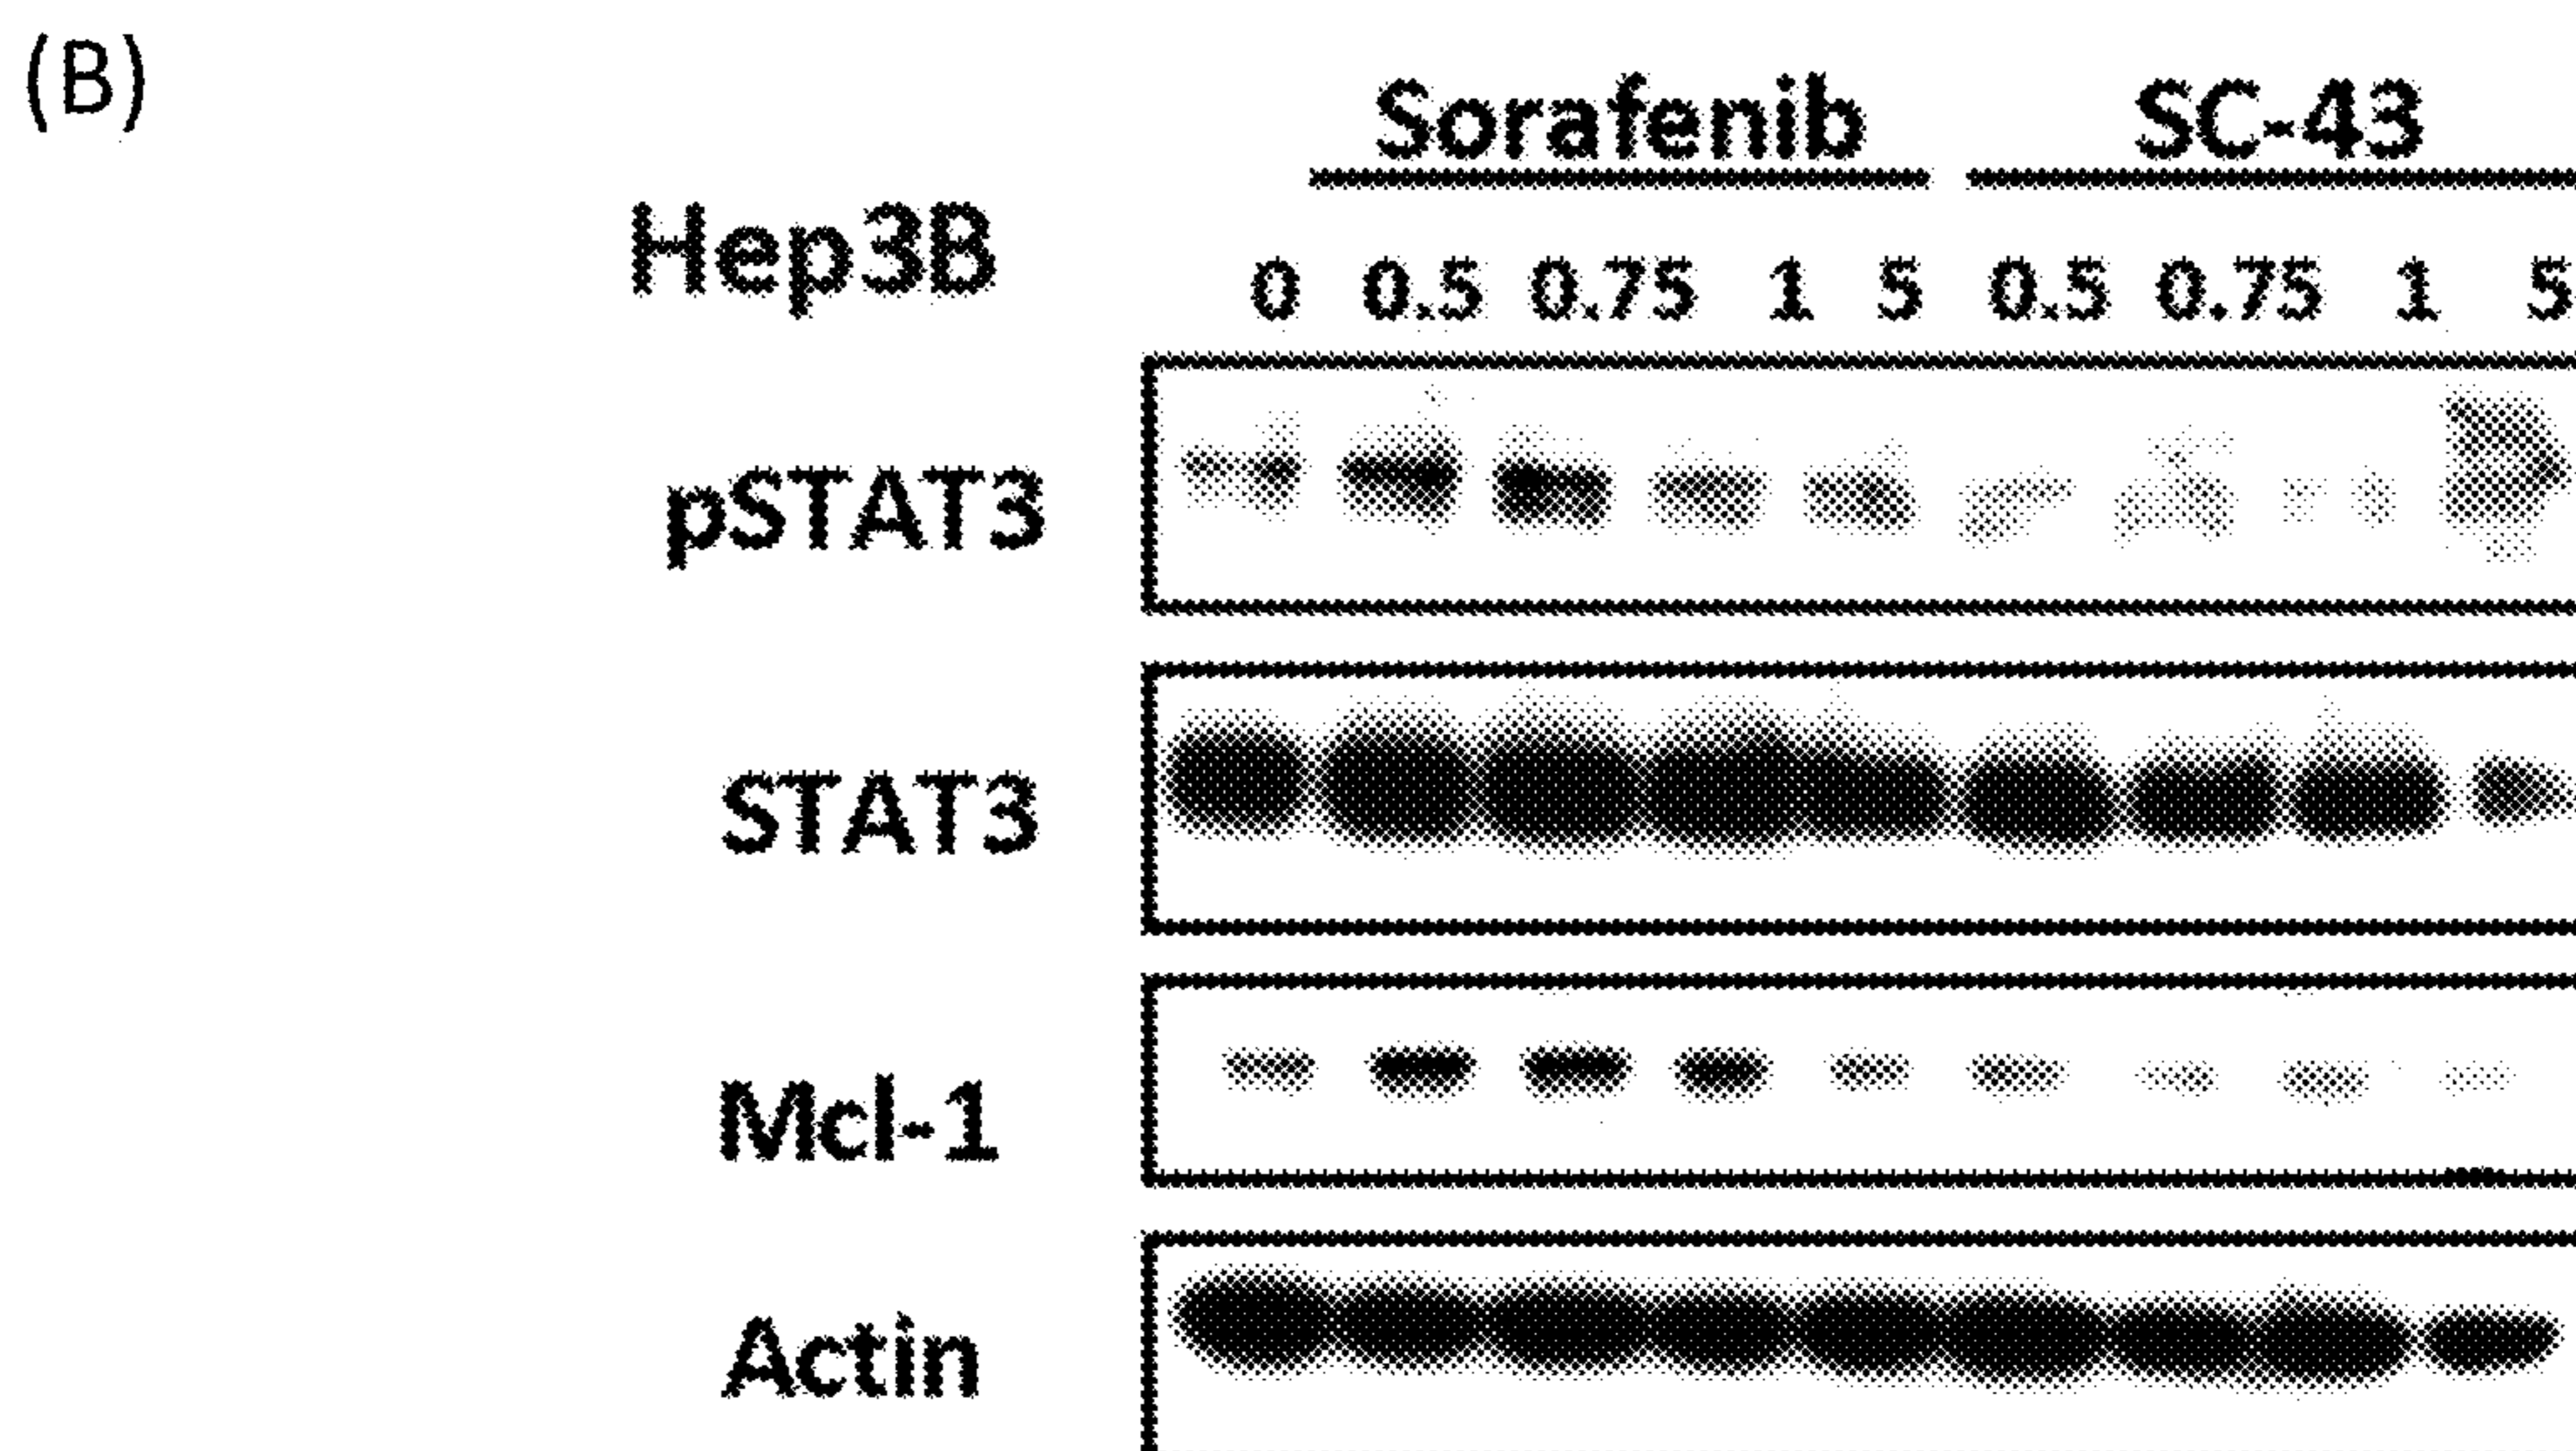 (B)
Sorafenib SC-43
Hep3B
0 0.5 0.75 1 5 0.5 0.75 1 5
pSTAT3
STAT3
Mcl-1
Actin